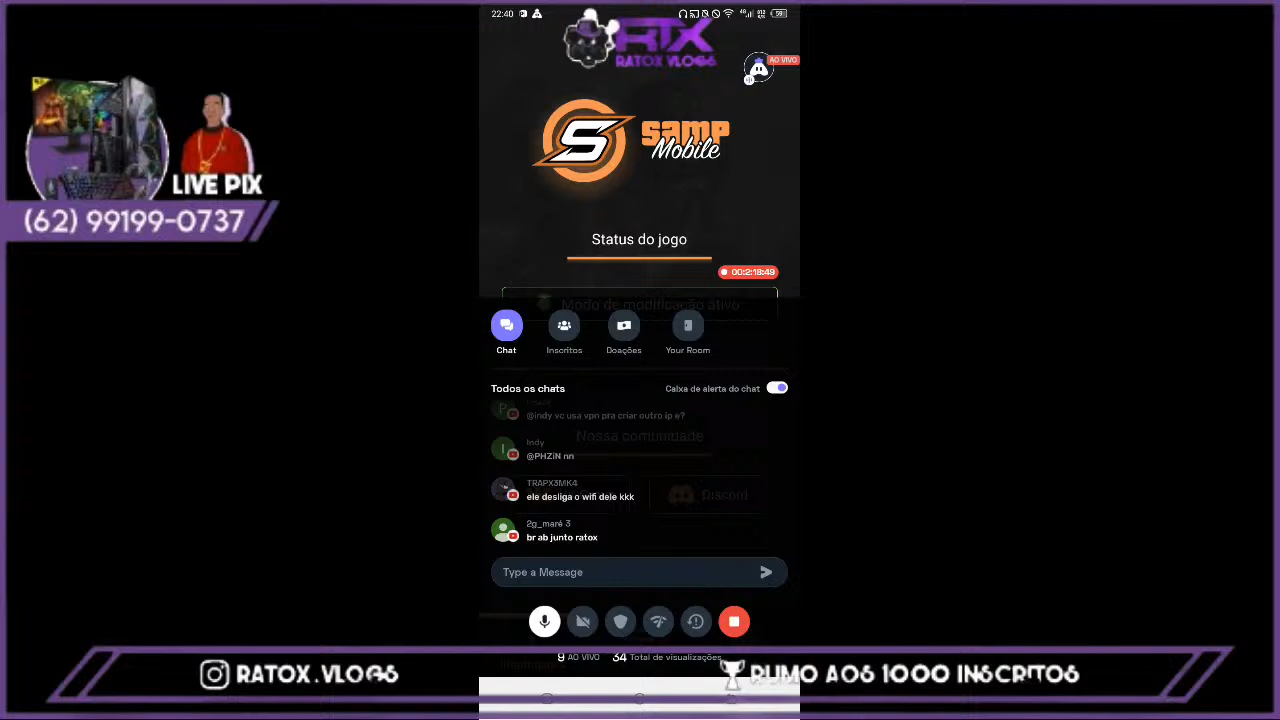 22:40
4G
59
RTX
RATOX VLOGS
AO VIVO
samp
Mobile
LIVE PIX
(62) 99199-0737
Status do jogo
00:2:18:49
Modo de modificação ativo
Chat
Inscritos
Doações
Your Room
Todos os chats
Caixa de alerta do chat
P
@indy vc usa vpn pra criar outro ip e?
Nossa comunidade
I
Indy
@PHZiN nn
TRAPX3MK4
ele desliga o wifi dele kkk
Discord
2g_maré 3
br ab junto ratox
Type a Message
9 AO VIVO
34 Total de visualizações
RATOX.VLOGS
RUMO AOS 1000 INSCRITOS